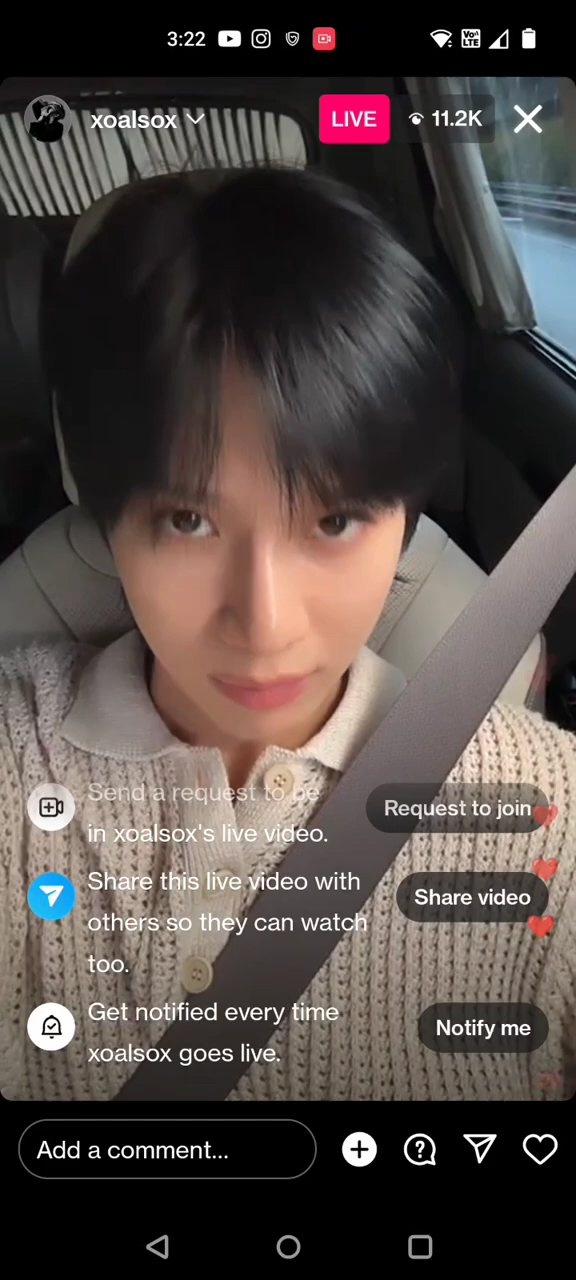 3:22
xoalsox
LIVE
11.2K
Send a request to be
in xoalsox's live video.
Request to join
Share this live video with
others so they can watch
too.
Share video
Get notified every time
xoalsox goes live.
Notify me
Add a comment...